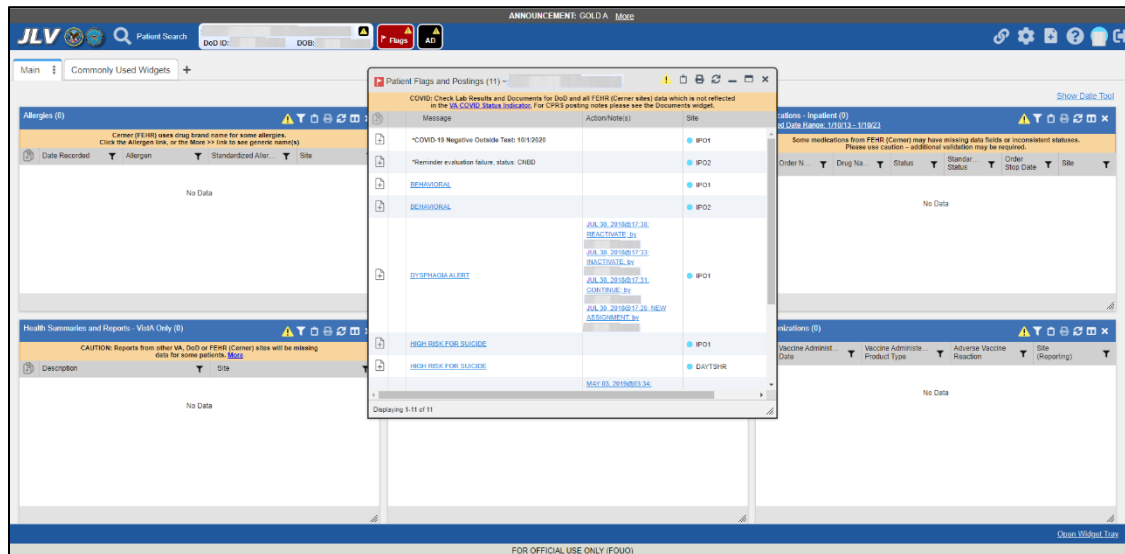 ANNOUNCEMENT: GOLD A More
JLV
Patient Search
DoD ID:
DOB:
Flags
AD
Main
Commonly Used Widgets +
Show Date Tool
Allergies (0)
Cerner (FEHR) uses drug brand name for some allergies.
Click the Allergen link, or the More >> link to see generic name(s)
Date Recorded Allergen Standardized Aller... Site
No Data
Patient Flags and Postings (11) ~
COVID: Check Lab Results and Documents for DoD and all FEHR (Cerner sites) data which is not reflected
in the VA COVID Status Indicator. For CPRS posting notes please see the Documents widget.
Message Action/Note(s) Site
*COVID-19 Negative Outside Test: 10/1/2020 IPO1
*Reminder evaluation failure, status: CNBD IPO2
BEHAVIORAL IPO1
BEHAVIORAL IPO2
DYSPHAGIA ALERT IPO1
JUL 30, 2018@17:38:
REACTIVATE; by
JUL 30, 2018@17:33:
INACTIVATE; by
JUL 30, 2018@17:31:
CONTINUE; by
JUL 30, 2018@17:28: NEW
ASSIGNMENT; by
HIGH RISK FOR SUICIDE IPO1
HIGH RISK FOR SUICIDE DAYTSHR
MAY 03, 2019@03:34:
Displaying 1-11 of 11
cations - Inpatient (0)
ed Date Range: 1/10/13 - 1/10/23
Some medications from FEHR (Cerner) may have missing data fields or inconsistent statuses.
Please use caution – additional validation may be required.
Order N... Drug Na... Status Standar... Status Order Stop Date Site
No Data
Health Summaries and Reports - VistA Only (0)
CAUTION: Reports from other VA, DoD or FEHR (Cerner) sites will be missing
data for some patients. More
Description Site
No Data
nizations (0)
Vaccine Administ... Date Vaccine Administe... Product Type Adverse Vaccine Reaction Site (Reporting)
No Data
Open Widget Tray
FOR OFFICIAL USE ONLY (FOUO)